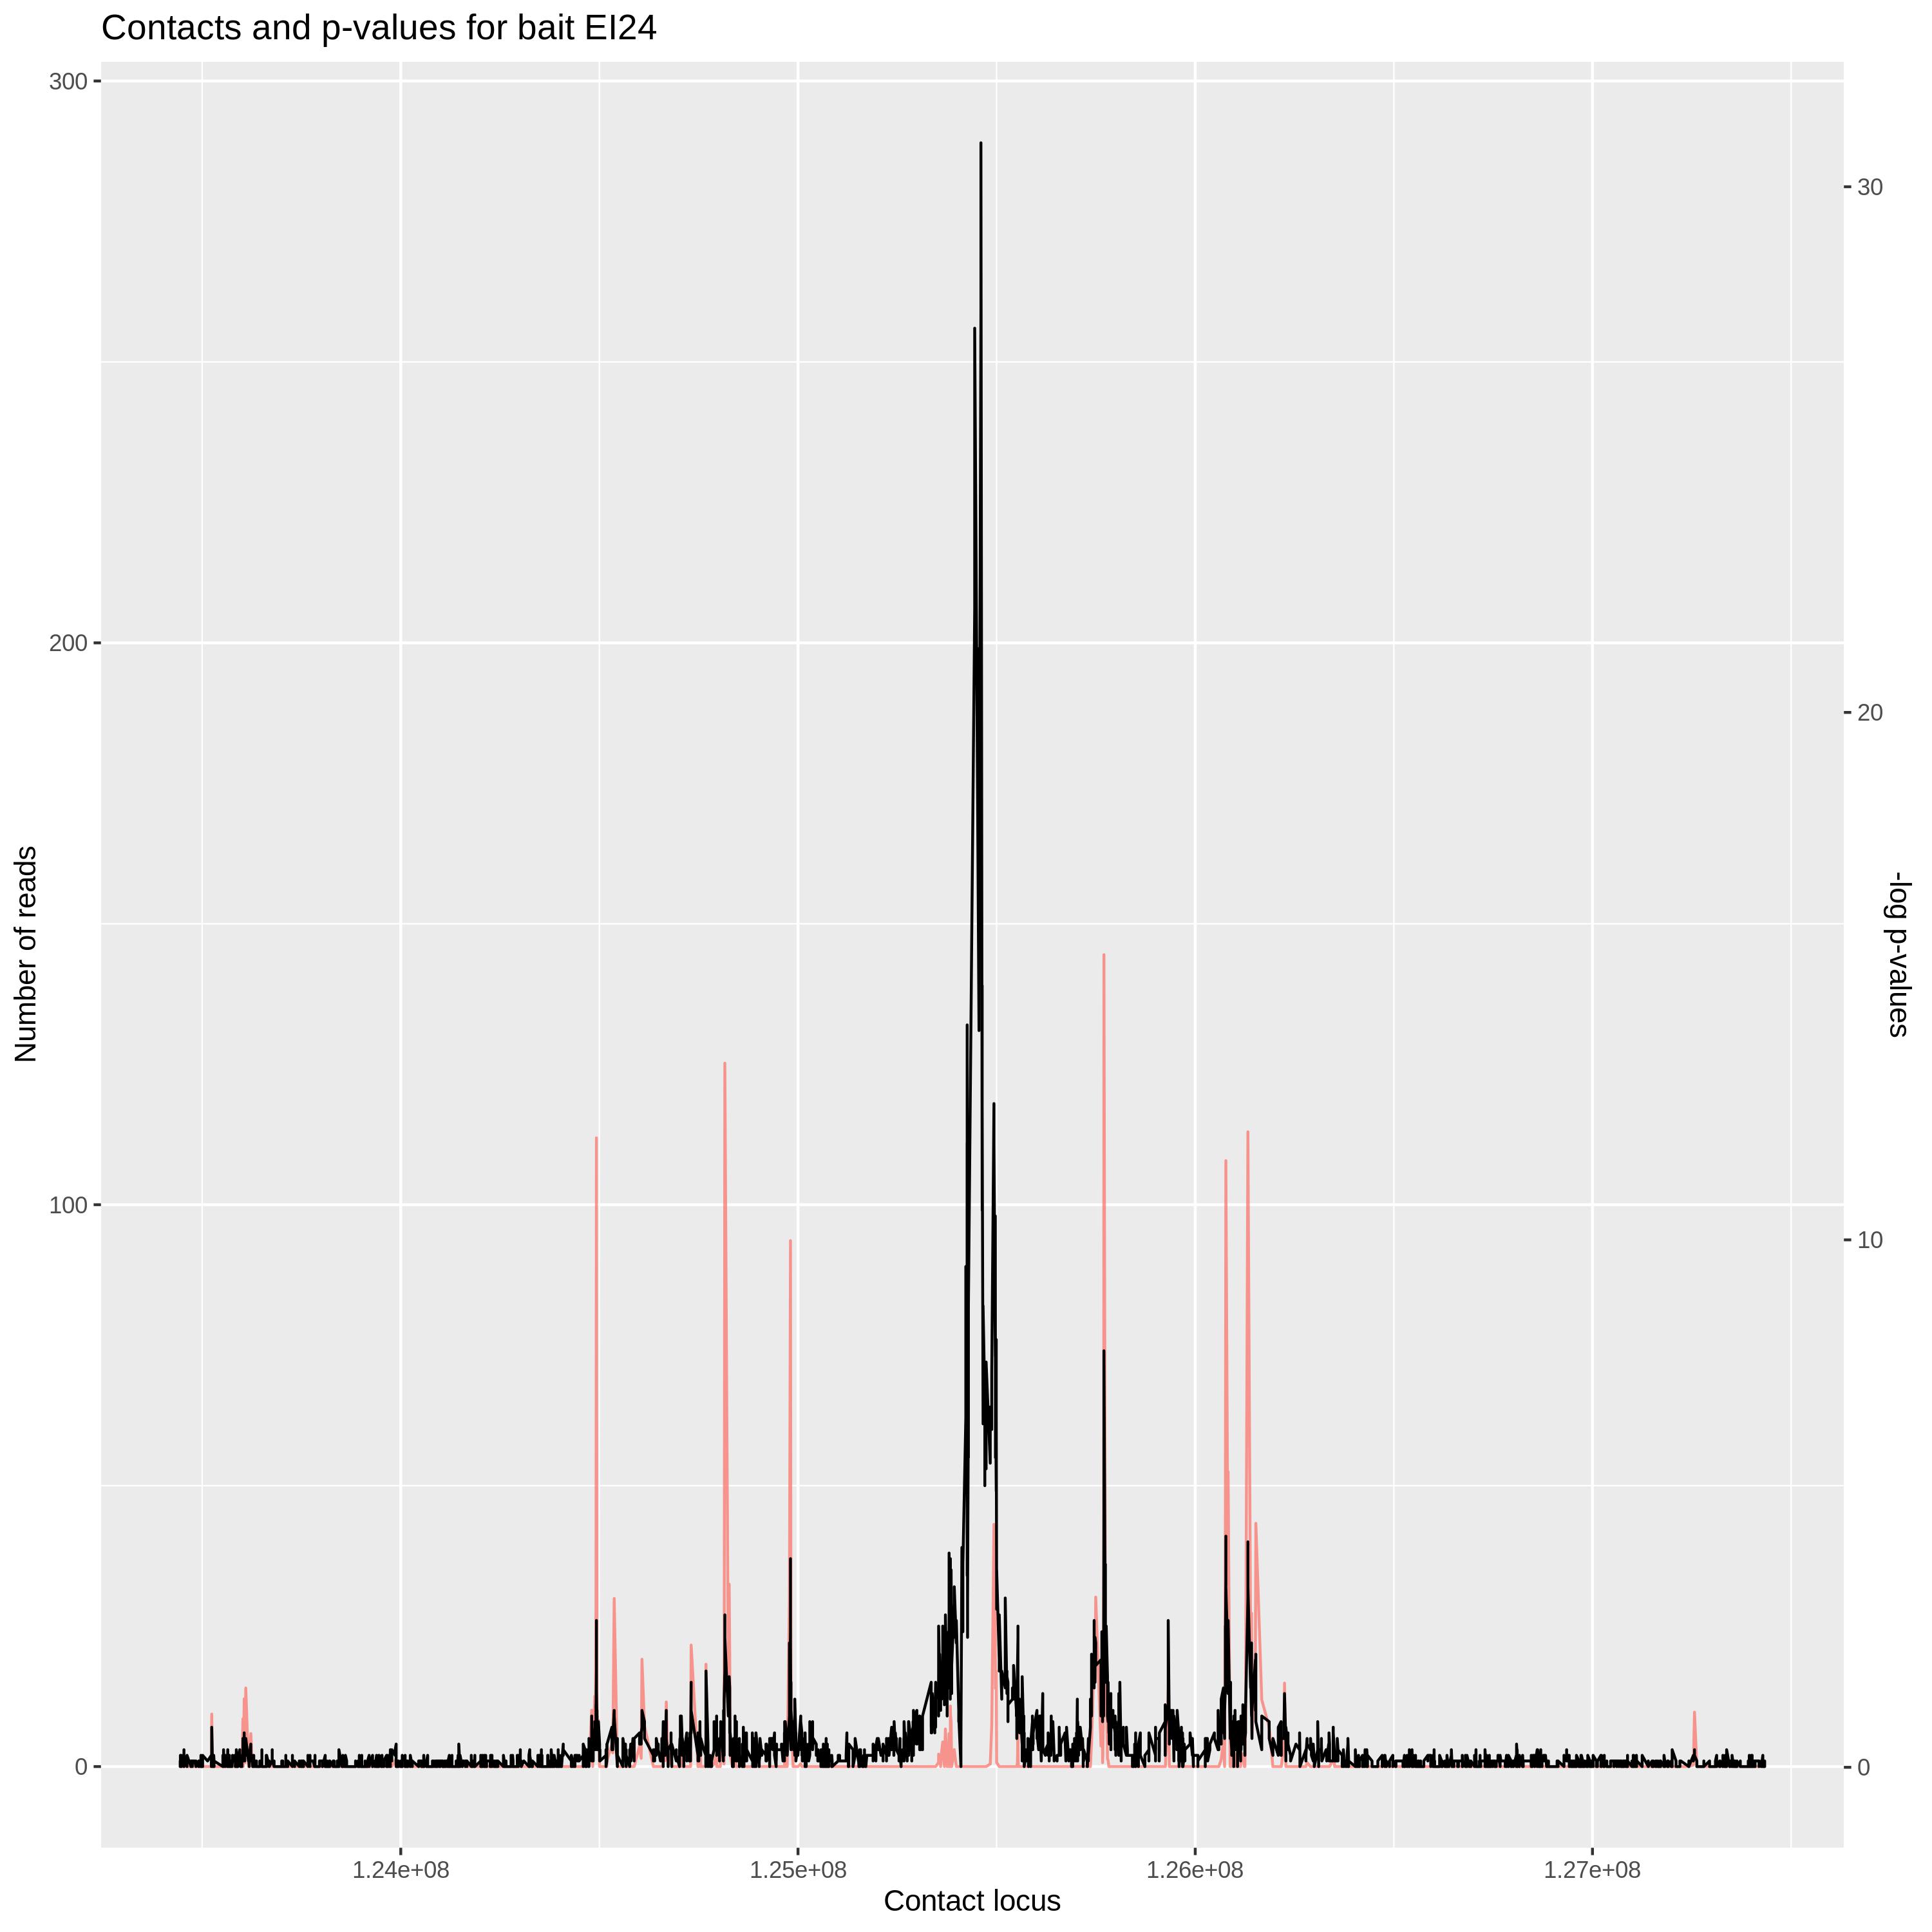 Contacts and p-values for bait EI24
300
200
100
0
30
20
10
0
Number of reads
-log p-values
1.24e+08
1.25e+08
1.26e+08
1.27e+08
Contact locus